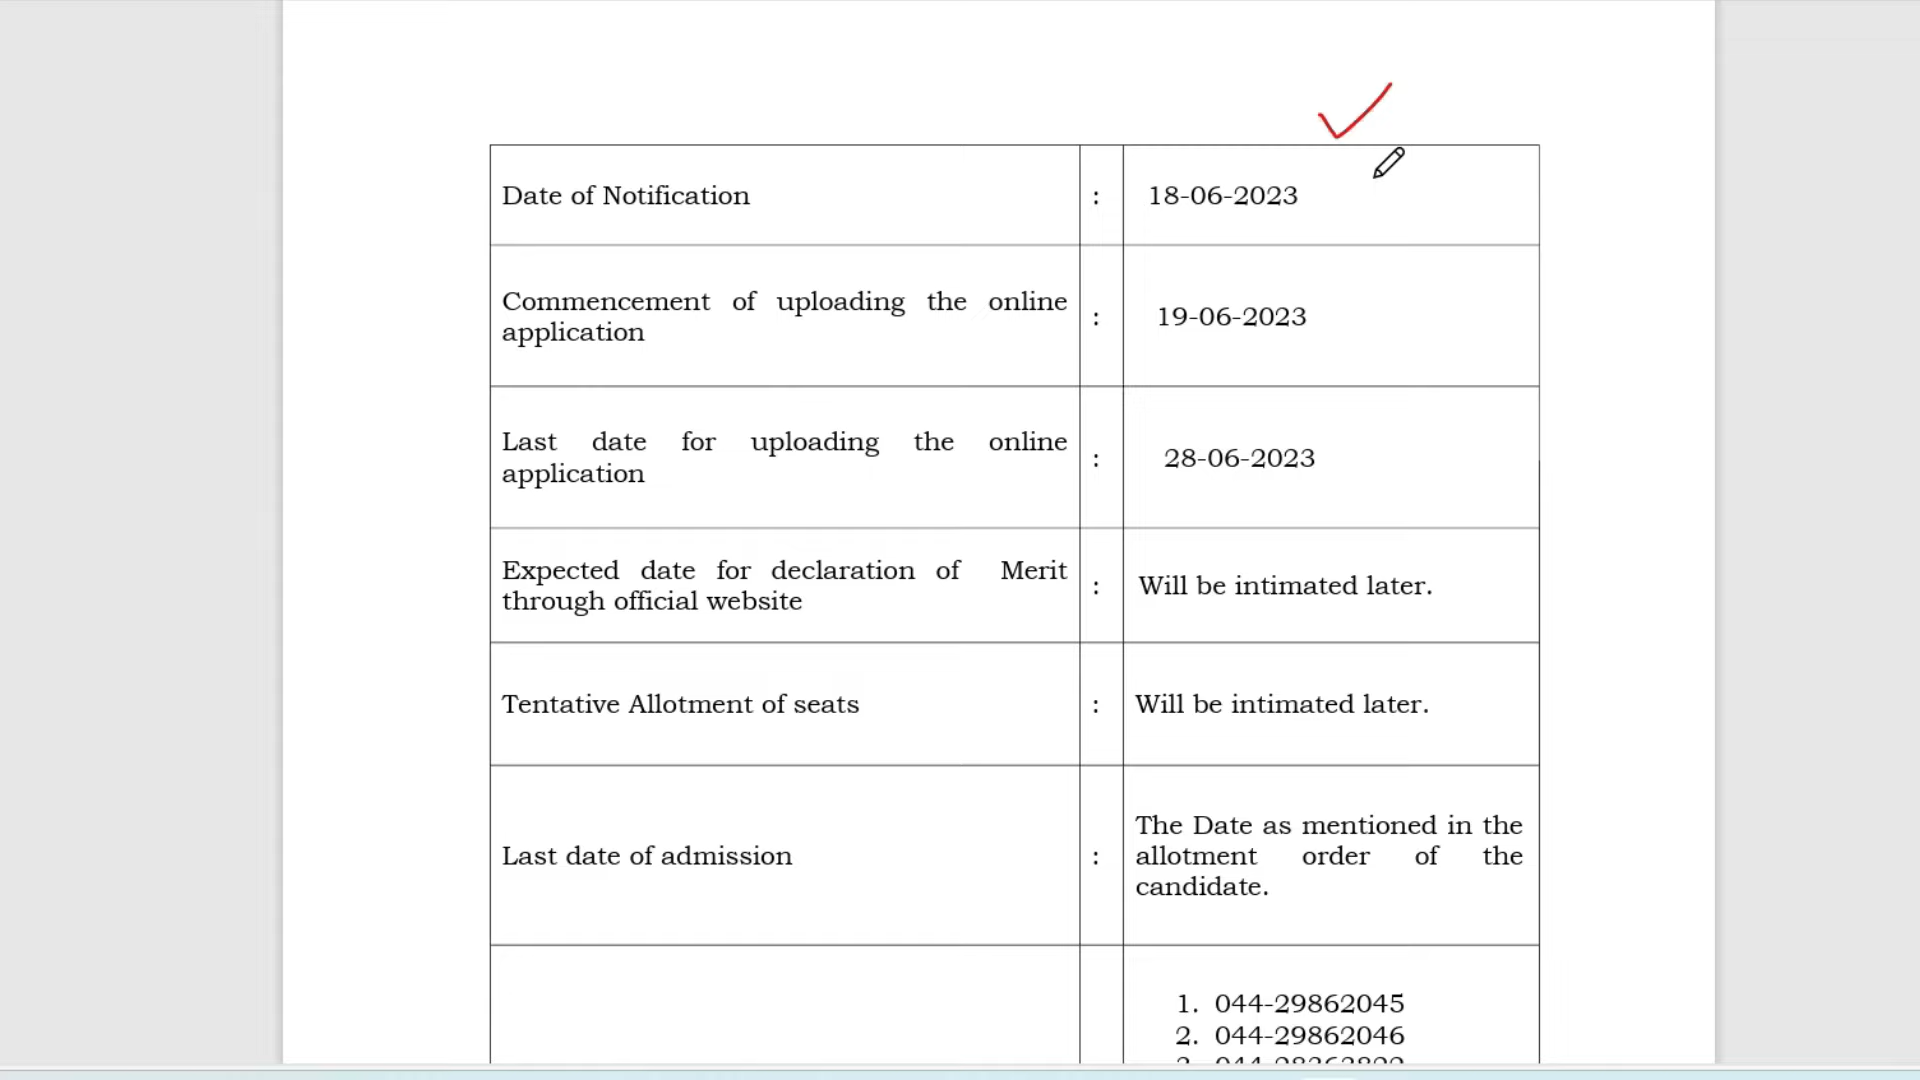 Date of Notification : 18-06-2023
Commencement of uploading the online
application : 19-06-2023
Last date for uploading the online
application : 28-06-2023
Expected date for declaration of Merit
through official website : Will be intimated later.
Tentative Allotment of seats : Will be intimated later.
Last date of admission : The Date as mentioned in the
allotment order of the
candidate.
1. 044-29862045
2. 044-29862046